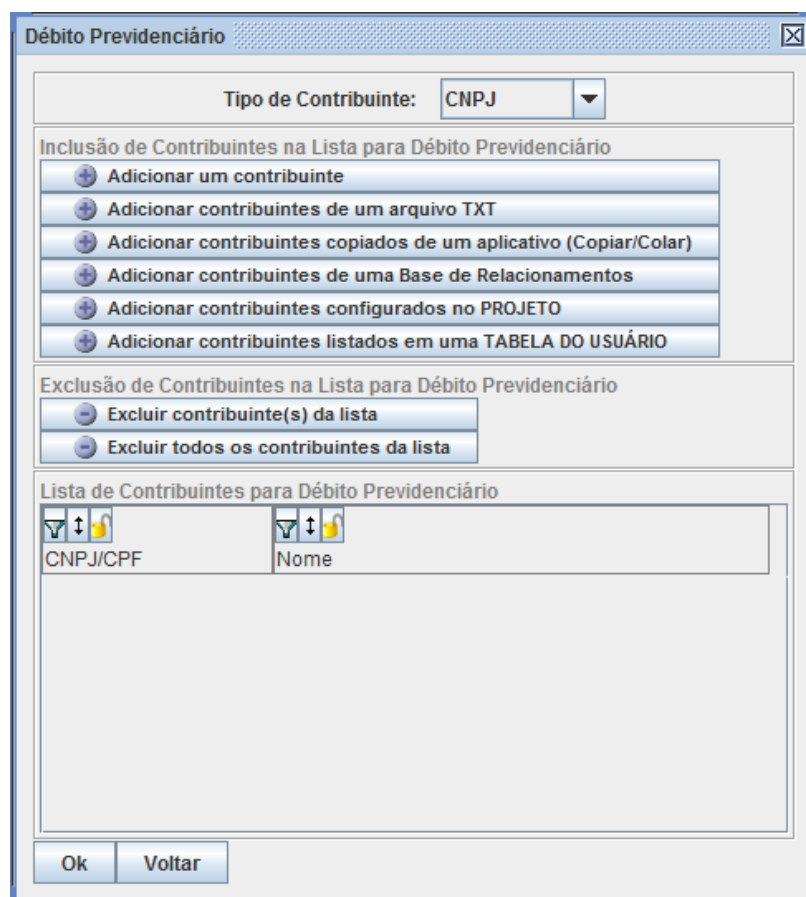 Débito Previdenciário
Tipo de Contribuinte: CNPJ
Inclusão de Contribuintes na Lista para Débito Previdenciário
Adicionar um contribuinte
Adicionar contribuintes de um arquivo TXT
Adicionar contribuintes copiados de um aplicativo (Copiar/Colar)
Adicionar contribuintes de uma Base de Relacionamentos
Adicionar contribuintes configurados no PROJETO
Adicionar contribuintes listados em uma TABELA DO USUÁRIO
Exclusão de Contribuintes na Lista para Débito Previdenciário
Excluir contribuinte(s) da lista
Excluir todos os contribuintes da lista
Lista de Contribuintes para Débito Previdenciário
CNPJ/CPF Nome
Ok Voltar